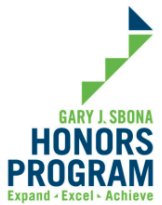 GARY J. SBONA
HONORS
PROGRAM
Expand - Excel - Achieve